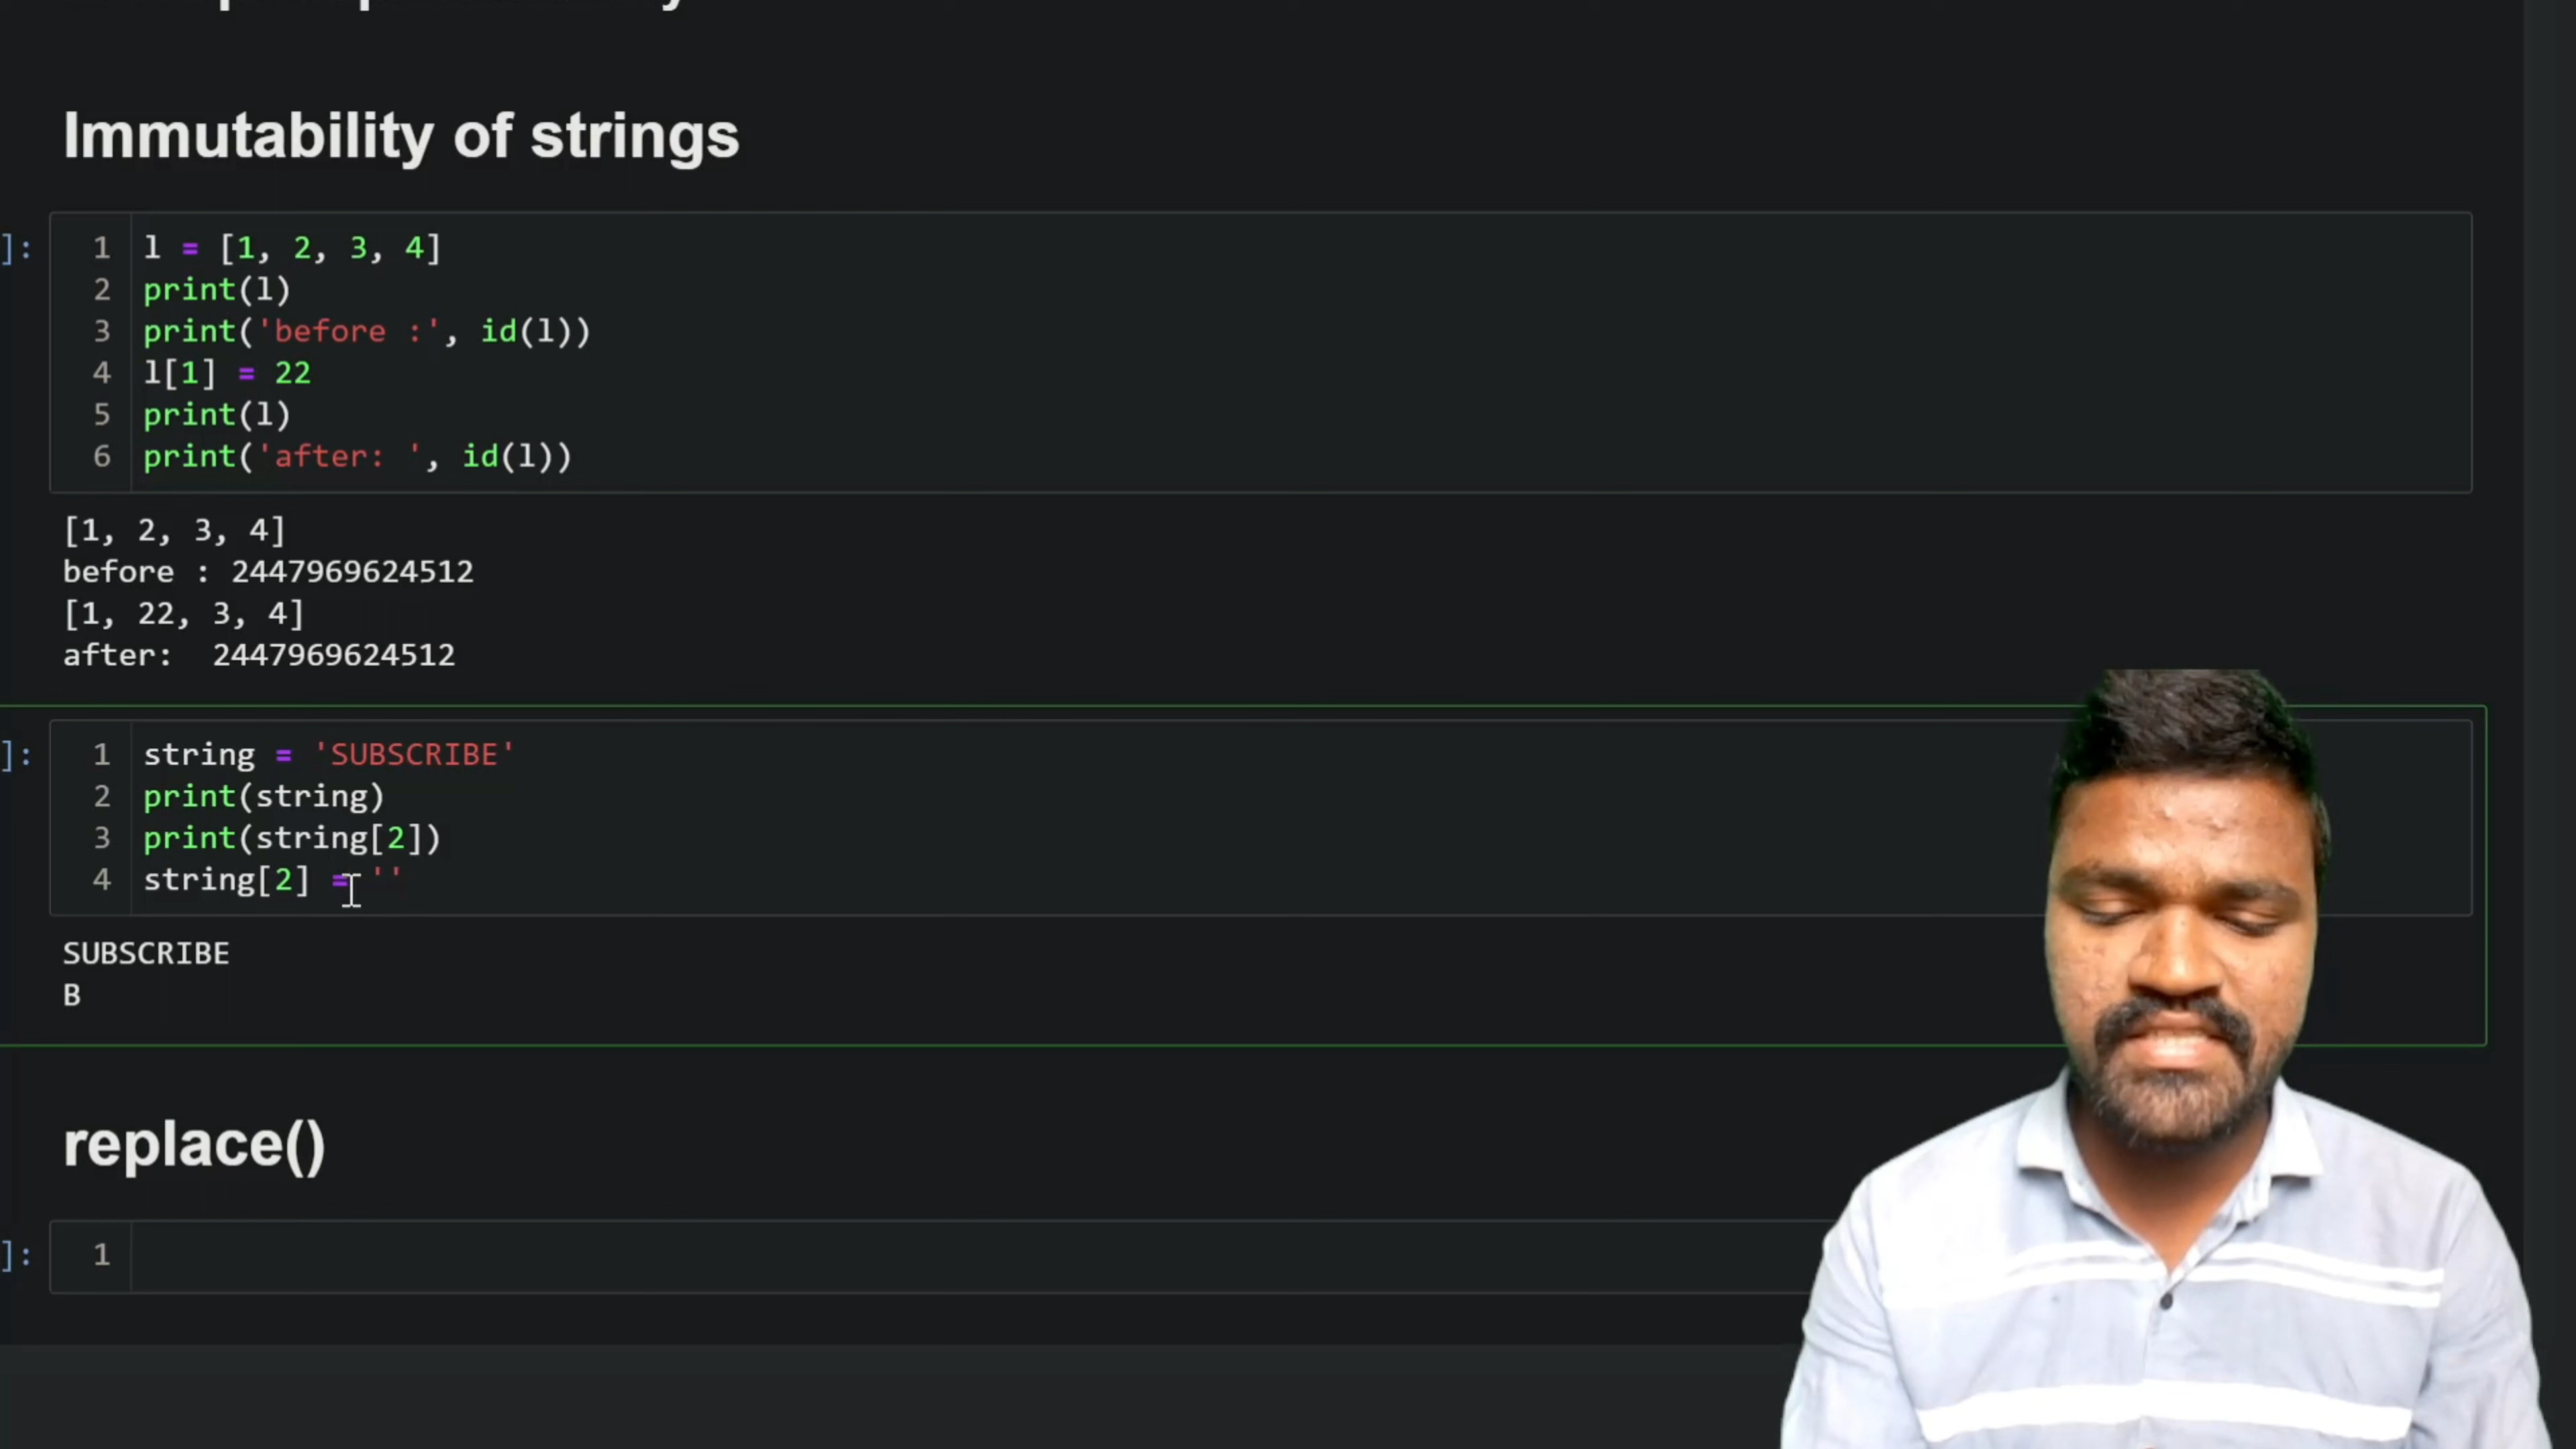 Immutability of strings
]:
1 l = [1, 2, 3, 4]
2 print(l)
3 print('before :', id(l))
4 l[1] = 22
5 print(l)
6 print('after: ', id(l))
[1, 2, 3, 4]
before : 2447969624512
[1, 22, 3, 4]
after:  2447969624512
]:
1 string = 'SUBSCRIBE'
2 print(string)
3 print(string[2])
4 string[2] = ''
SUBSCRIBE
B
replace()
]:
1